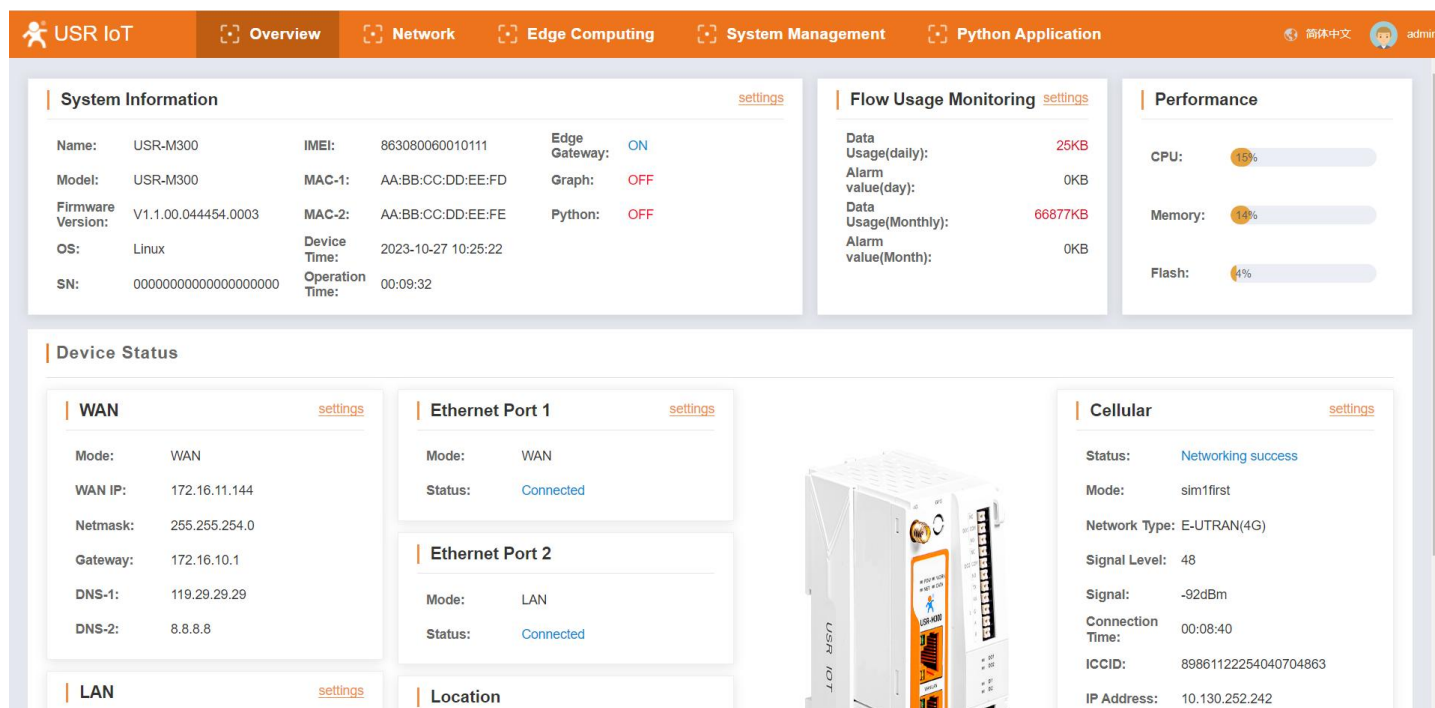 USR IoT
Overview
Network
Edge Computing
System Management
Python Application
简体中文
admin
System Information
settings
Name: USR-M300
IMEI: 863080060010111
Edge Gateway: ON
Model: USR-M300
MAC-1: AA:BB:CC:DD:EE:FD
Graph: OFF
Firmware Version: V1.1.00.044454.0003
MAC-2: AA:BB:CC:DD:EE:FE
Python: OFF
OS: Linux
Device Time: 2023-10-27 10:25:22
SN: 00000000000000000000
Operation Time: 00:09:32
Flow Usage Monitoring
settings
Data Usage(daily): 25KB
Alarm value(day): 0KB
Data Usage(Monthly): 66877KB
Alarm value(Month): 0KB
Performance
CPU: 15%
Memory: 14%
Flash: 4%
Device Status
WAN
settings
Mode: WAN
WAN IP: 172.16.11.144
Netmask: 255.255.254.0
Gateway: 172.16.10.1
DNS-1: 119.29.29.29
DNS-2: 8.8.8.8
LAN
settings
Ethernet Port 1
settings
Mode: WAN
Status: Connected
Ethernet Port 2
Mode: LAN
Status: Connected
Location
USR IOT
USR-M300
Cellular
settings
Status: Networking success
Mode: sim1first
Network Type: E-UTRAN(4G)
Signal Level: 48
Signal: -92dBm
Connection Time: 00:08:40
ICCID: 89861122254040704863
IP Address: 10.130.252.242